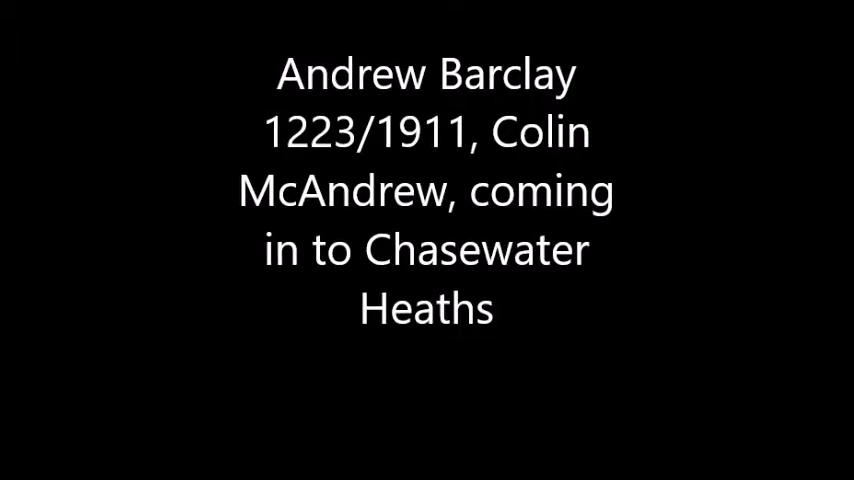 Andrew Barclay
1223/1911, Colin
McAndrew, coming
in to Chasewater
Heaths